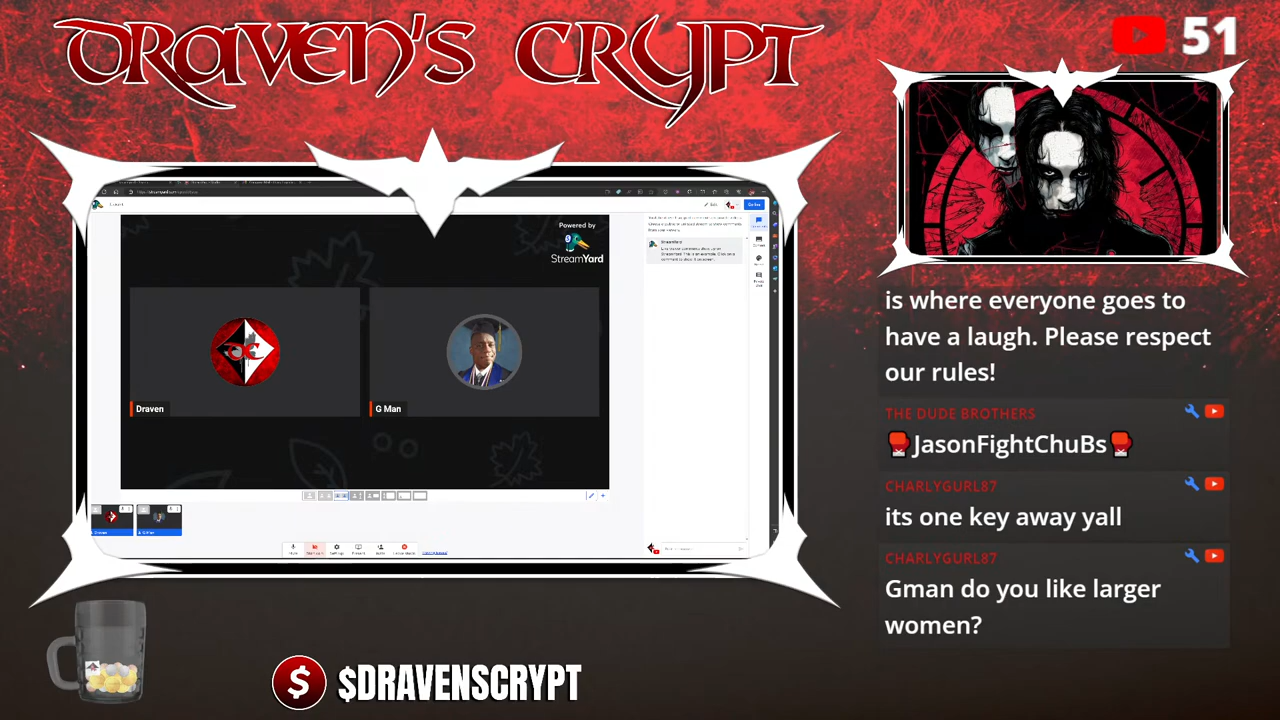 DRAVEN'S CRYPT
51
Powered by
StreamYard
Draven
G Man
is where everyone goes to
have a laugh. Please respect
our rules!
THE DUDE BROTHERS
🥊JasonFightChuBs🥊
CHARLYGURL87
its one key away yall
CHARLYGURL87
Gman do you like larger
women?
$
$DRAVENSCRYPT